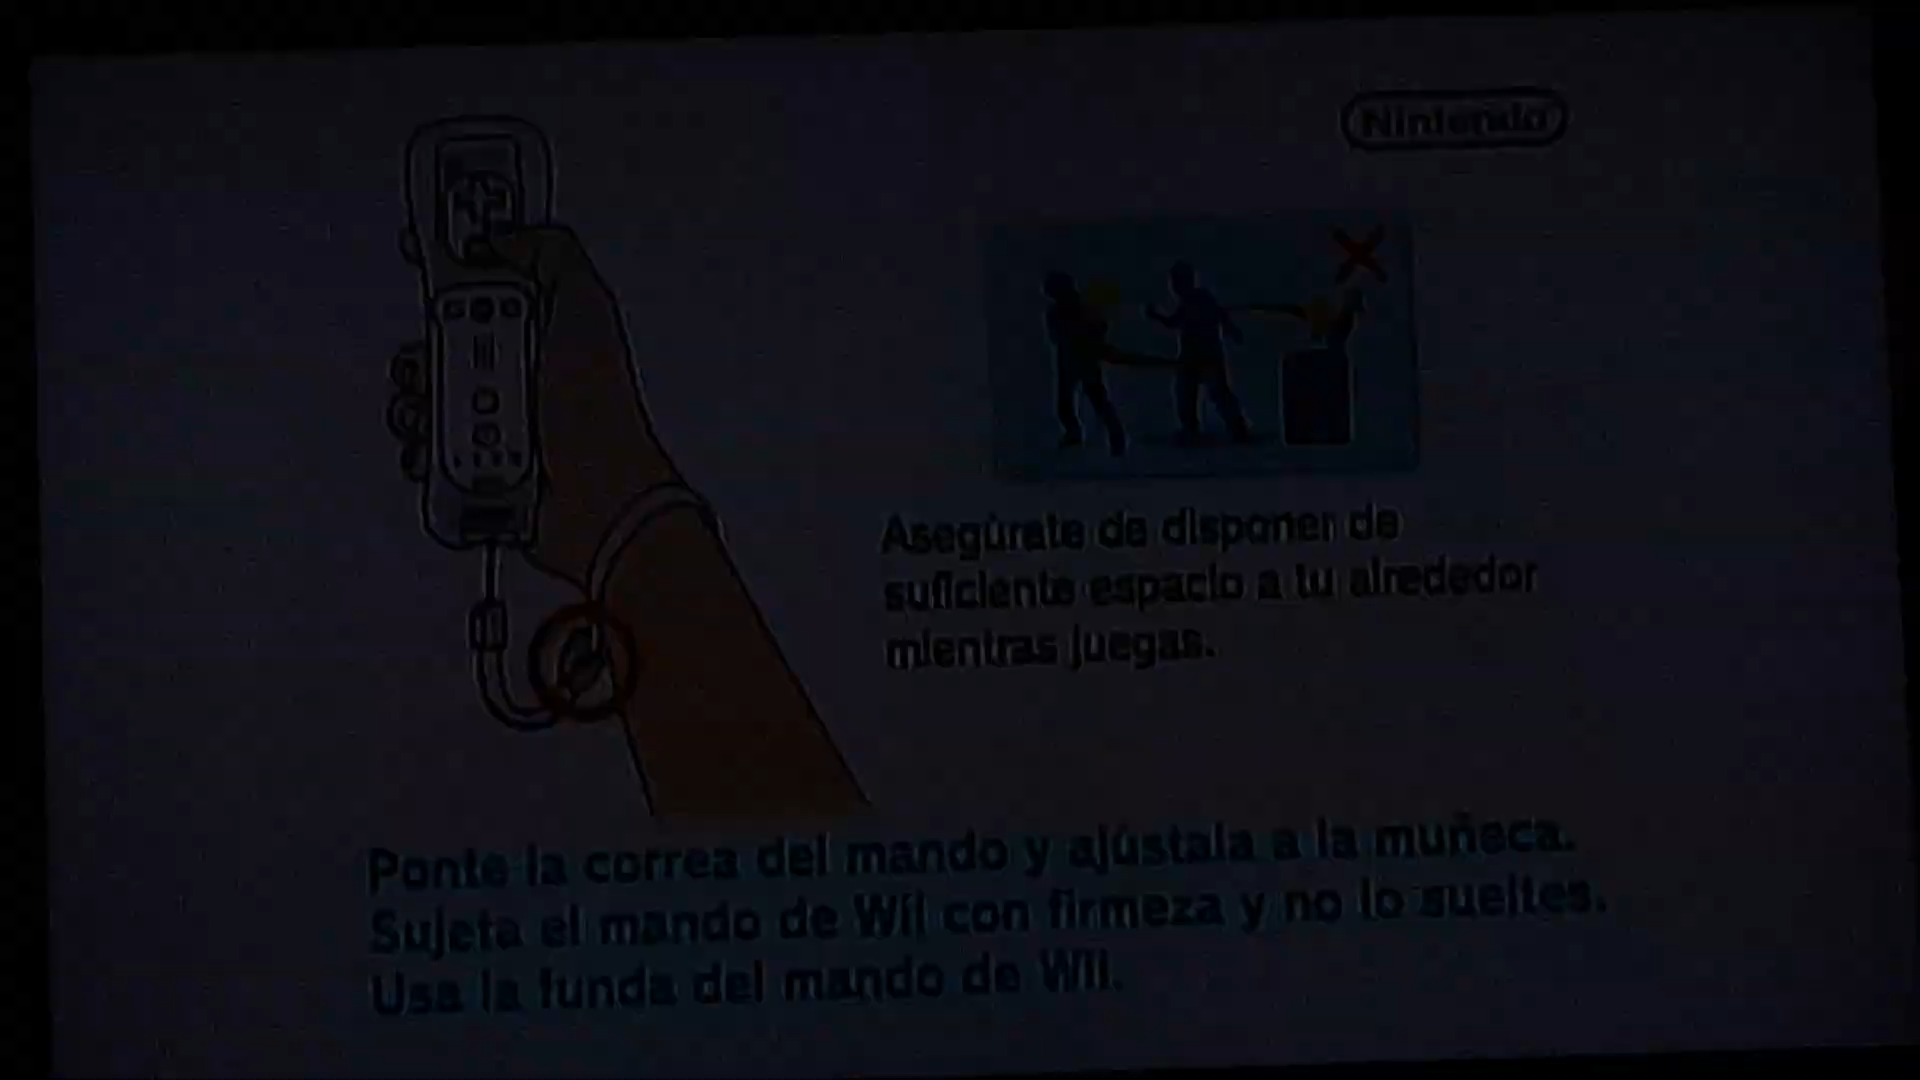 Nintendo
Asegúrate de disponer de
suficiente espacio a tu alrededor
mientras juegas.
Ponte la correa del mando y ajústala a la muñeca.
Sujeta el mando de Wii con firmeza y no lo sueltes.
Usa la funda del mando de Wii.